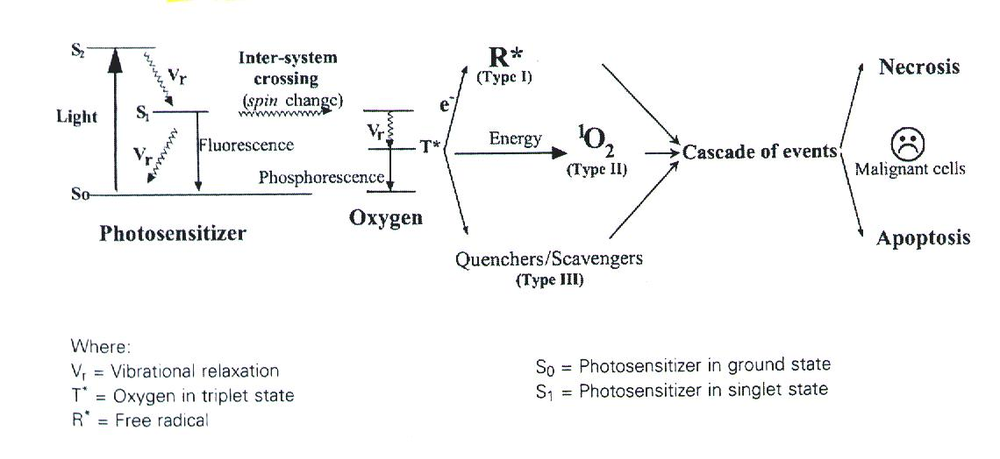 S₂
Vr
Light
S₁
Vr
Fluorescence
So
Photosensitizer
Inter-system
crossing
(spin change)
Vr
T*
Phosphorescence
Oxygen
e⁻
R*
(Type I)
Energy
¹O₂
(Type II)
Quenchers/Scavengers
(Type III)
Cascade of events
Necrosis
Malignant cells
Apoptosis
Where:
Vr = Vibrational relaxation
T* = Oxygen in triplet state
R* = Free radical
S₀ = Photosensitizer in ground state
S₁ = Photosensitizer in singlet state